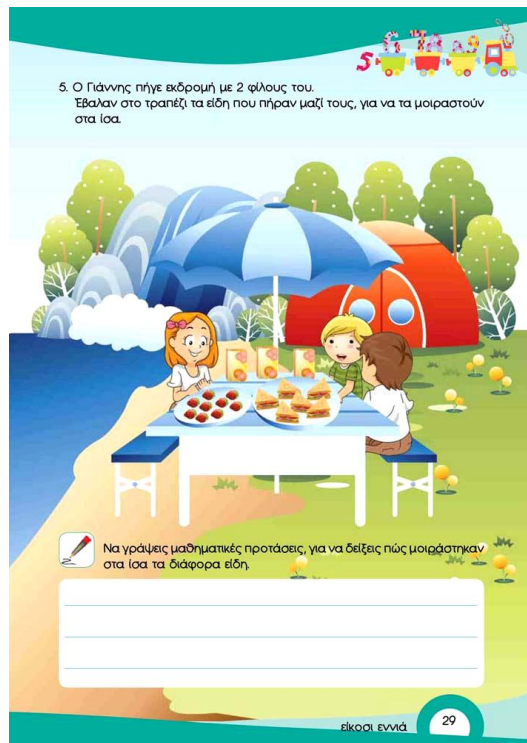 5. Ο Γιάννης πήγε εκδρομή με 2 φίλους του.
Έβαλαν στο τραπέζι τα είδη που πήραν μαζί τους, για να τα μοιραστούν
στα ίσα.
Να γράψεις μαθηματικές προτάσεις, για να δείξεις πώς μοιράστηκαν
στα ίσα τα διάφορα είδη.
είκοσι εννιά
29